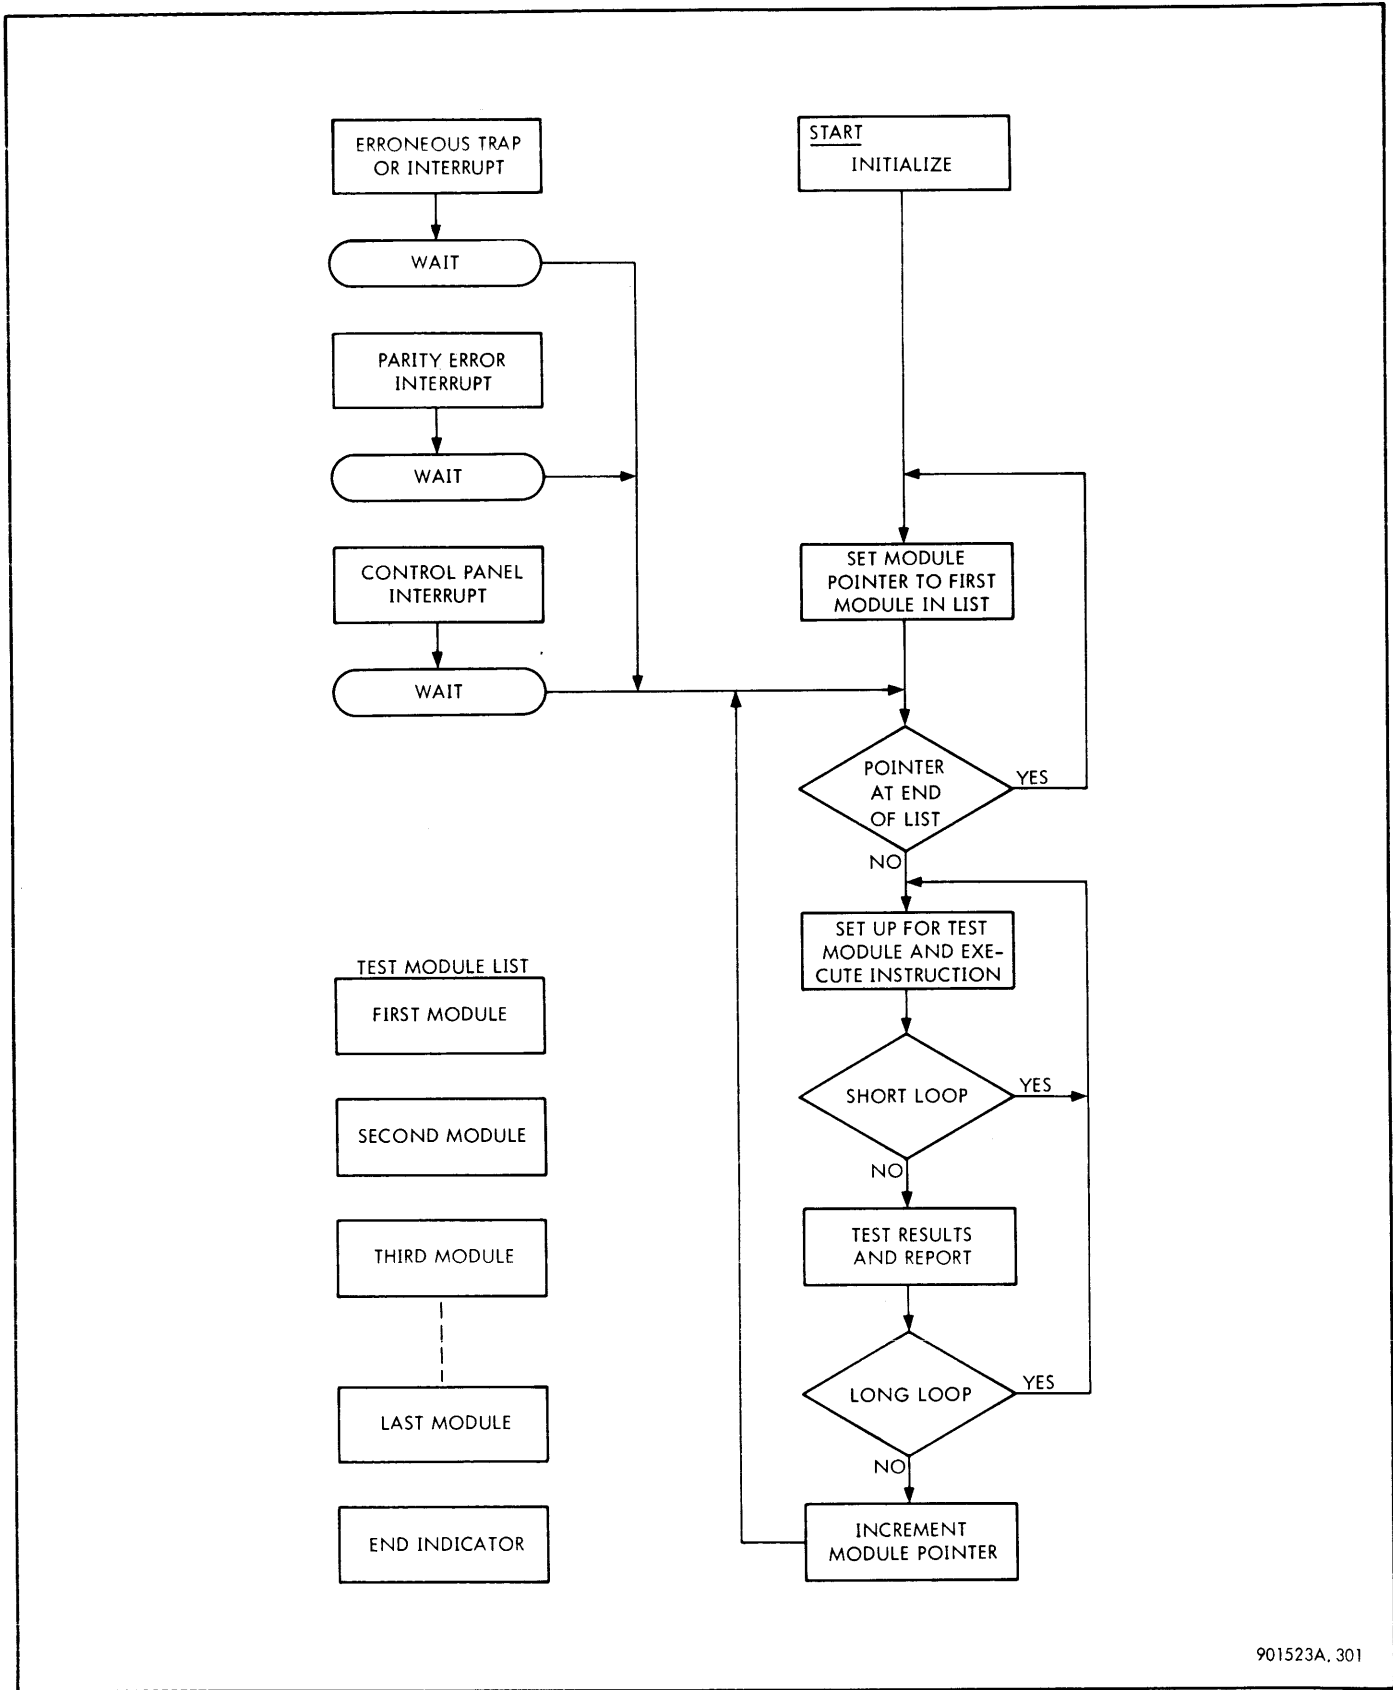 ERRONEOUS TRAP
OR INTERRUPT
WAIT
PARITY ERROR
INTERRUPT
WAIT
CONTROL PANEL
INTERRUPT
WAIT
TEST MODULE LIST
FIRST MODULE
SECOND MODULE
THIRD MODULE
LAST MODULE
END INDICATOR
START
INITIALIZE
SET MODULE
POINTER TO FIRST
MODULE IN LIST
POINTER
AT END
OF LIST
YES
NO
SET UP FOR TEST
MODULE AND EXE-
CUTE INSTRUCTION
SHORT LOOP
YES
NO
TEST RESULTS
AND REPORT
LONG LOOP
YES
NO
INCREMENT
MODULE POINTER
901523A. 301